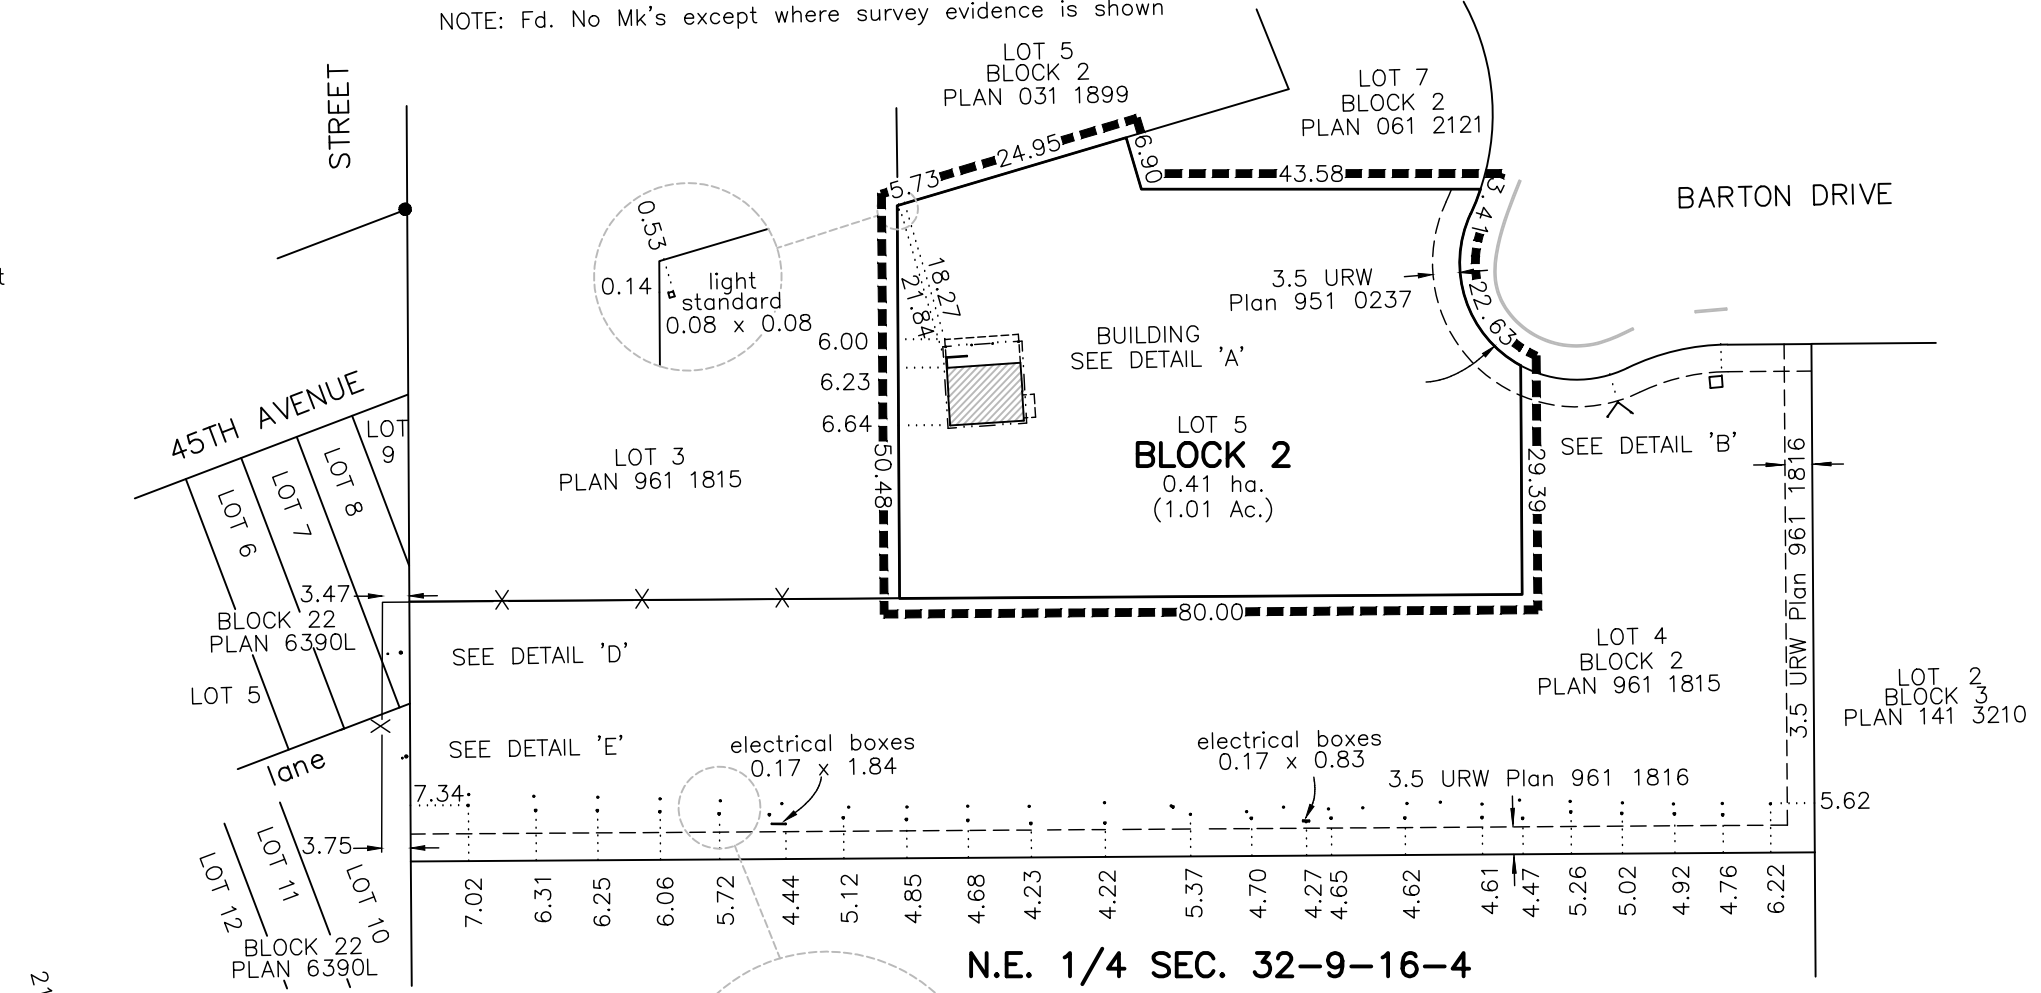 NOTE: Fd. No Mk's except where survey evidence is shown
STREET
LOT 5
BLOCK 2
PLAN 031 1899
LOT 7
BLOCK 2
PLAN 061 2121
BARTON DRIVE
5.73
24.95
6.90
43.58
3.41
22.63
0.53
0.14
light
standard
0.08 x 0.08
18.27
21.84
6.00
6.23
6.64
BUILDING
SEE DETAIL 'A'
3.5 URW
Plan 951 0237
45TH AVENUE
LOT
9
LOT 8
LOT 7
LOT 6
LOT 3
PLAN 961 1815
50.48
LOT 5
BLOCK 2
0.41 ha.
(1.01 Ac.)
29.39
SEE DETAIL 'B'
3.5 URW Plan 961 1816
3.47
BLOCK 22
PLAN 6390L
LOT 5
80.00
SEE DETAIL 'D'
LOT 4
BLOCK 2
PLAN 961 1815
LOT 2
BLOCK 3
PLAN 141 3210
SEE DETAIL 'E'
lane
electrical boxes
0.17 x 1.84
electrical boxes
0.17 x 0.83
3.5 URW Plan 961 1816
7.34
5.62
3.75
LOT 12
LOT 11
LOT 10
BLOCK 22
PLAN 6390L
7.02
6.31
6.25
6.06
5.72
4.44
5.12
4.85
4.68
4.23
4.22
5.37
4.70
4.27
4.65
4.62
4.61
4.47
5.26
5.02
4.92
4.76
6.22
N.E. 1/4 SEC. 32-9-16-4